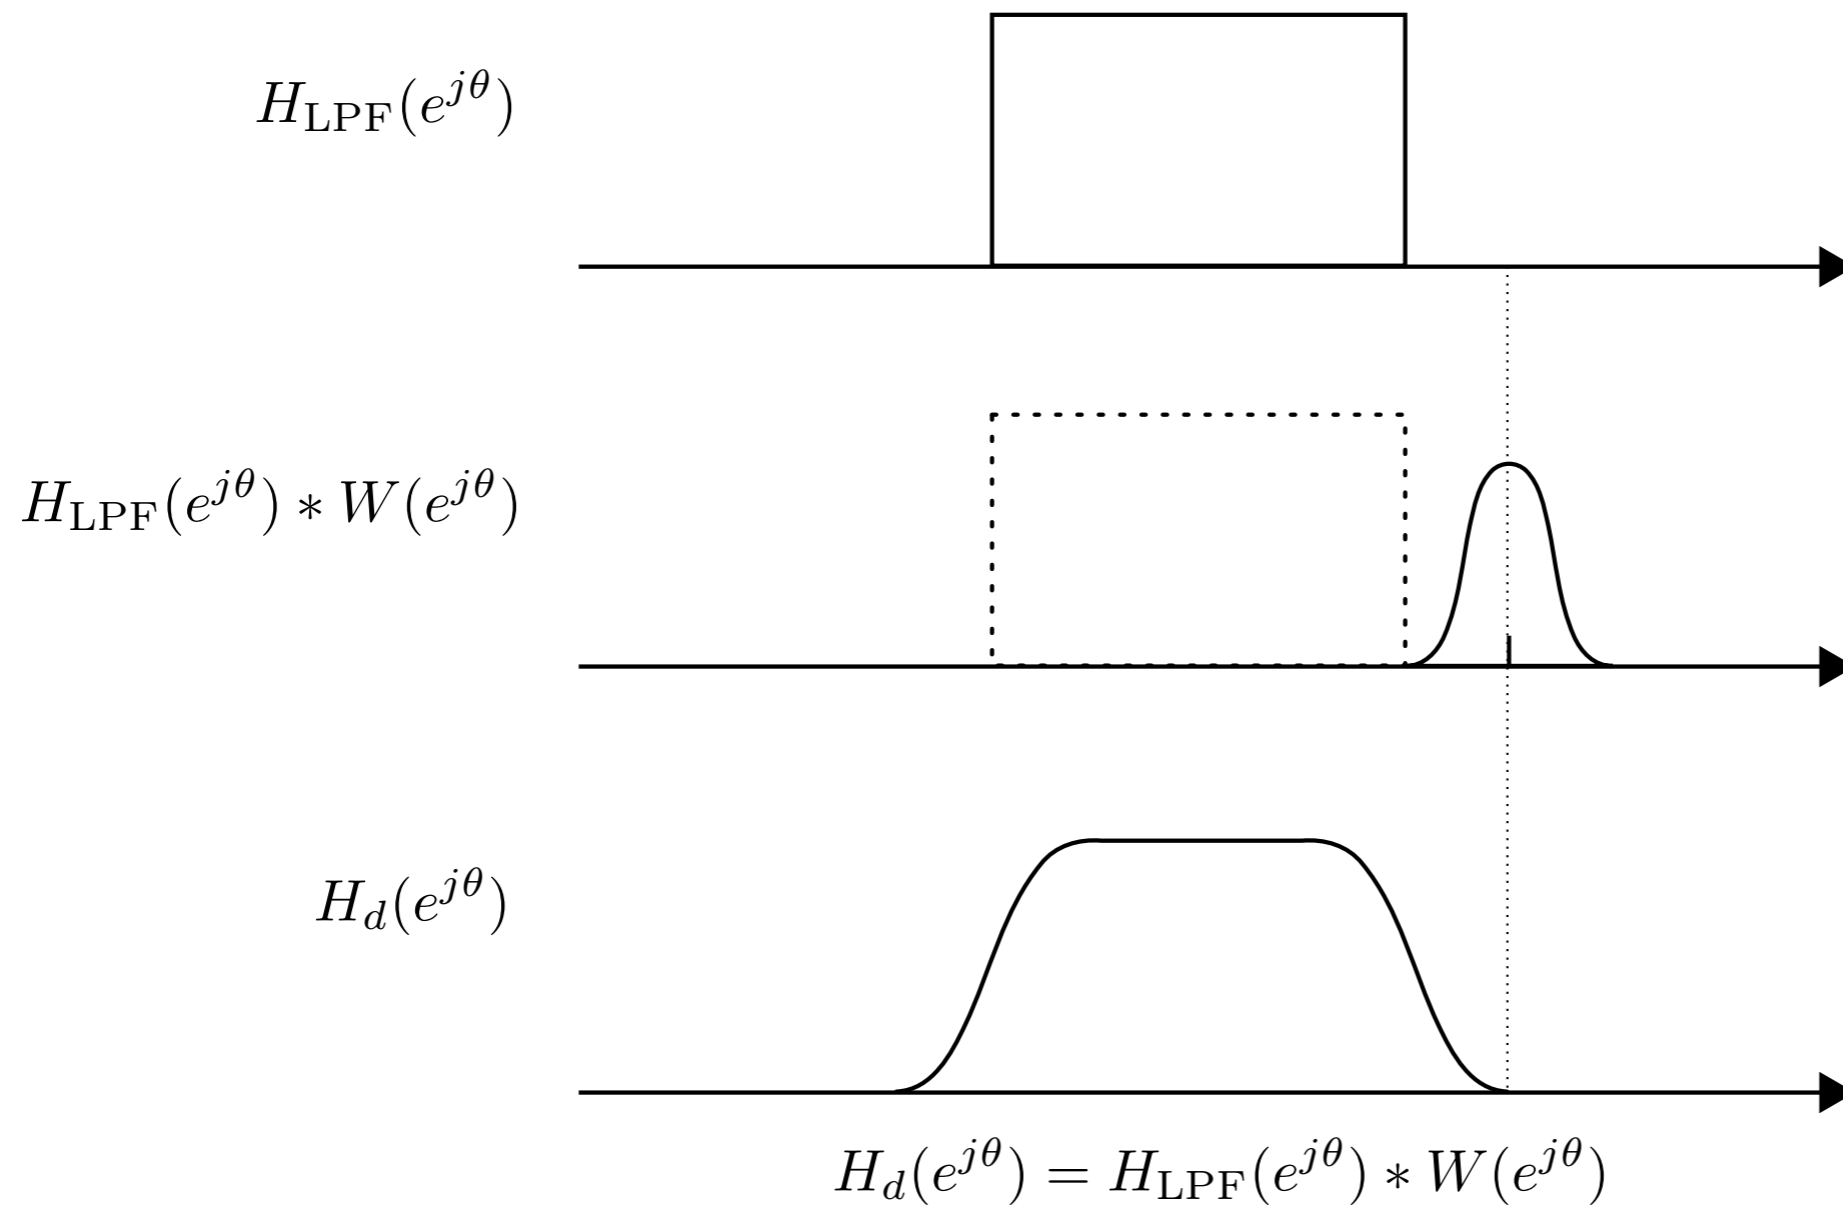 H_LPF(e^{jθ})
H_LPF(e^{jθ}) ∗ W(e^{jθ})
H_d(e^{jθ})
H_d(e^{jθ}) = H_LPF(e^{jθ}) ∗ W(e^{jθ})